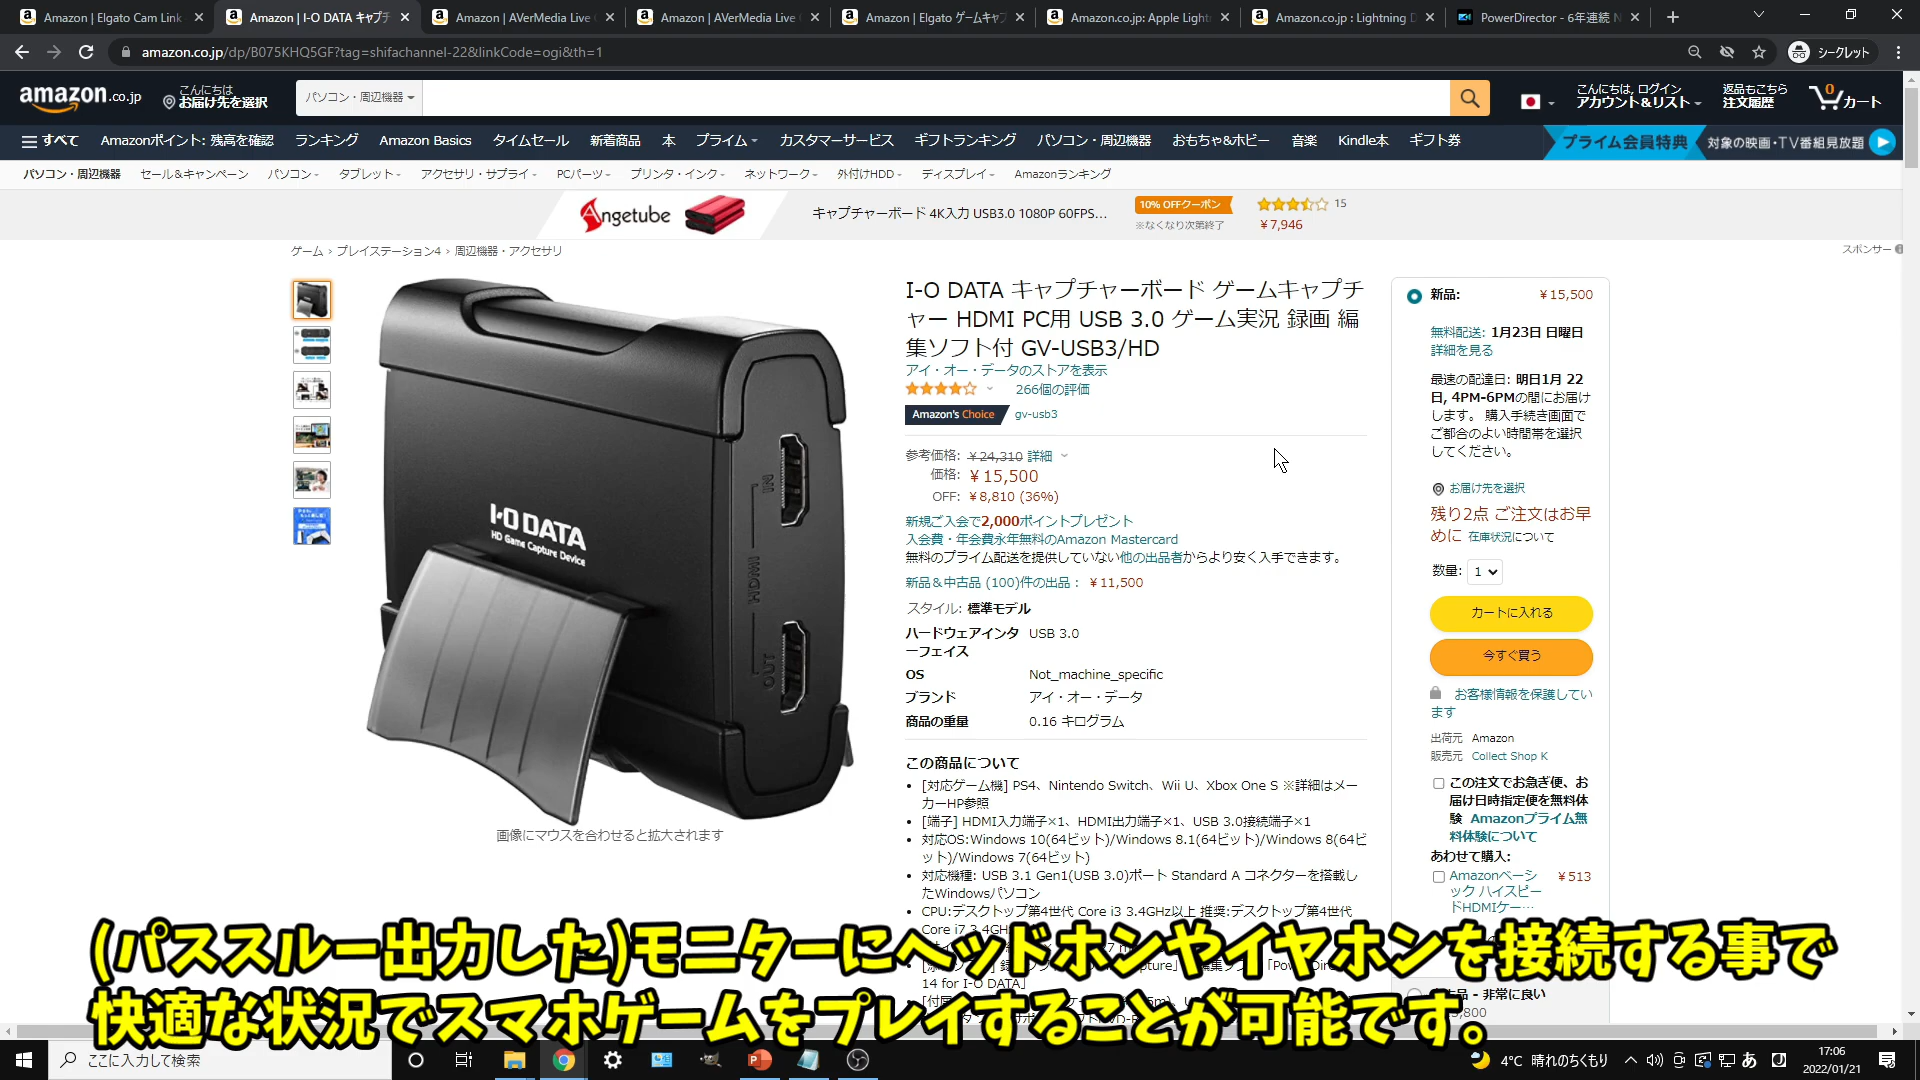 Amazon | Elgato Cam Link
Amazon | I-O DATA キャプチ
Amazon | AVerMedia Live
Amazon | AVerMedia Live
Amazon | Elgato ゲームキャプ
Amazon.co.jp: Apple Light
Amazon.co.jp : Lightning D
PowerDirector - 6年連続 N
amazon.co.jp/dp/B075KHQ5GF?tag=shifachannel-22&linkCode=ogi&th=1
シークレット
amazon.co.jp
こんにちは
お届け先を選択
パソコン・周辺機器
こんにちは, ログイン
アカウント&リスト
返品もこちら
注文履歴
0
カート
すべて Amazonポイント: 残高を確認 ランキング Amazon Basics タイムセール 新着商品 本 プライム カスタマーサービス ギフトランキング パソコン・周辺機器 おもちゃ&ホビー 音楽 Kindle本 ギフト券
プライム会員特典 対象の映画・TV番組見放題
パソコン・周辺機器 セール&キャンペーン パソコン タブレット アクセサリ・サプライ PCパーツ プリンタ・インク ネットワーク 外付けHDD ディスプレイ Amazonランキング
Angetube
キャプチャーボード 4K入力 USB3.0 1080P 60FPS...
10% OFFクーポン
※なくなり次第終了
15
￥7,946
ゲーム › プレイステーション4 › 周辺機器・アクセサリ
スポンサー
I-O DATA
HD Game Capture Device
IN
HDMI
OUT
画像にマウスを合わせると拡大されます
I-O DATA キャプチャーボード ゲームキャプチ
ャー HDMI PC用 USB 3.0 ゲーム実況 録画 編
集ソフト付 GV-USB3/HD
アイ・オー・データのストアを表示
266個の評価
Amazon's Choice gv-usb3
参考価格: ￥24,310 詳細
価格: ￥15,500
OFF: ￥8,810 (36%)
新規ご入会で2,000ポイントプレゼント
入会費・年会費永年無料のAmazon Mastercard
無料のプライム配送を提供していない他の出品者からより安く入手できます。
新品&中古品 (100)件の出品： ￥11,500
スタイル: 標準モデル
ハードウェアインタ USB 3.0
ーフェイス
OS Not_machine_specific
ブランド アイ・オー・データ
商品の重量 0.16 キログラム
この商品について
[対応ゲーム機] PS4、Nintendo Switch、Wii U、Xbox One S ※詳細はメー
カーHP参照
[端子] HDMI入力端子×1、HDMI出力端子×1、USB 3.0接続端子×1
対応OS:Windows 10(64ビット)/Windows 8.1(64ビット)/Windows 8(64ビ
ット)/Windows 7(64ビット)
対応機種: USB 3.1 Gen1(USB 3.0)ポート Standard A コネクターを搭載し
たWindowsパソコン
CPU:デスクトップ第4世代 Core i3 3.4GHz以上 推奨:デスクトップ第4世代
Core i7 3.4GH
14 for I-O DATA」
新品: ￥15,500
無料配送: 1月23日 日曜日
詳細を見る
最速の配達日: 明日1月 22
日, 4PM-6PMの間にお届け
します。 購入手続き画面で
ご都合のよい時間帯を選択
してください。
お届け先を選択
残り2点 ご注文はお早
めに 在庫状況について
数量: 1
カートに入れる
今すぐ買う
お客様情報を保護してい
ます
出荷元 Amazon
販売元 Collect Shop K
この注文でお急ぎ便、お
届け日時指定便を無料体
験 Amazonプライム無
料体験について
あわせて購入:
Amazonベーシ ￥513
ック ハイスピー
ドHDMIケー…
品 - 非常に良い
(パススルー出力した)モニターにヘッドホンやイヤホンを接続する事で
快適な状況でスマホゲームをプレイすることが可能です。
ここに入力して検索
4°C 晴れのちくもり
あ
17:06
2022/01/21